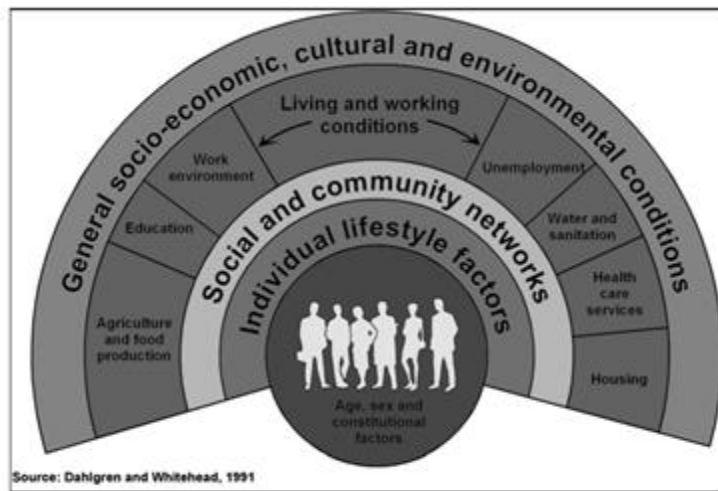 General socio-economic, cultural and environmental conditions
Living and working
conditions
Work
environment
Unemployment
Education
Water and
sanitation
Agriculture
and food
production
Health
care
services
Housing
Social and community networks
Individual lifestyle factors
Age, sex and
constitutional
factors
Source: Dahlgren and Whitehead, 1991